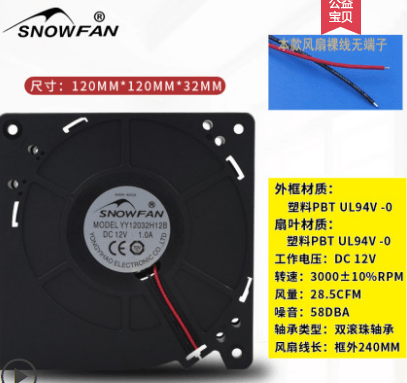 公益
宝贝
SNOWFAN
本款风扇裸线无端子
尺寸：120MM*120MM*32MM
SNOWFAN
MODEL YY12032H12B
DC 12V 1.0A
YONGYIHAO ELECTRONIC CO.,LTD
外框材质：
塑料PBT UL94V -0
扇叶材质：
塑料PBT UL94V -0
工作电压：DC 12V
转速：3000±10%RPM
风量：28.5CFM
噪音：58DBA
轴承类型：双滚珠轴承
风扇线长：框外240MM